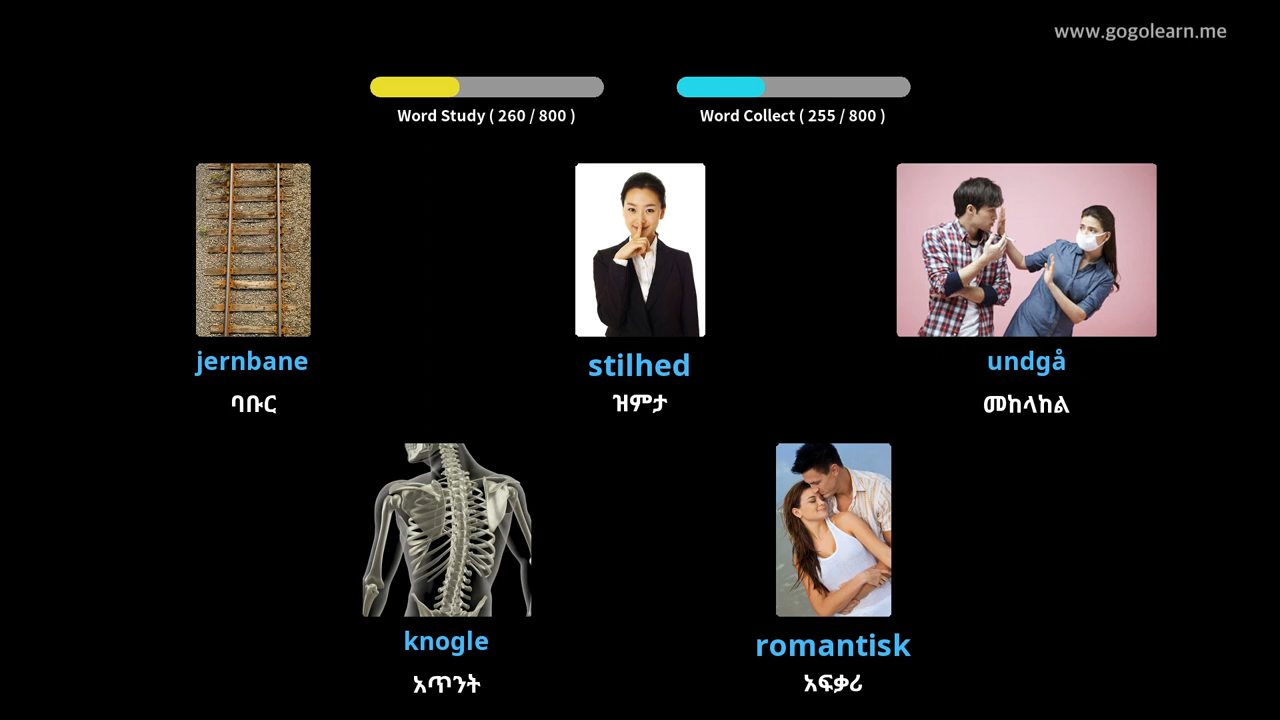 www.gogolearn.me
Word Study ( 260 / 800 )
Word Collect ( 255 / 800 )
jernbane
ባቡር
stilhed
ዝምታ
undgå
መከላከል
knogle
አጥንት
romantisk
አፍቃሪ